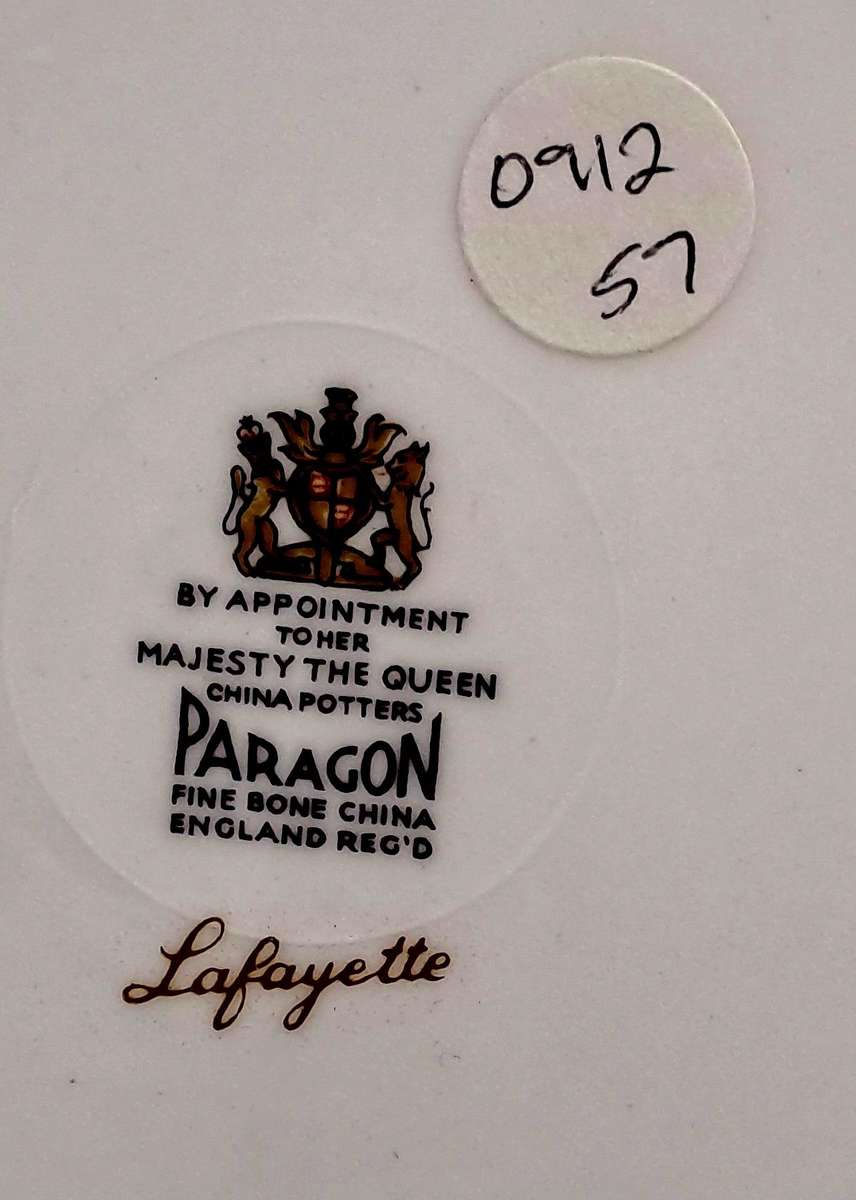 0912
57
BY APPOINTMENT
TO HER
MAJESTY THE QUEEN
CHINA POTTERS
PARAGON
FINE BONE CHINA
ENGLAND REG'D
Lafayette